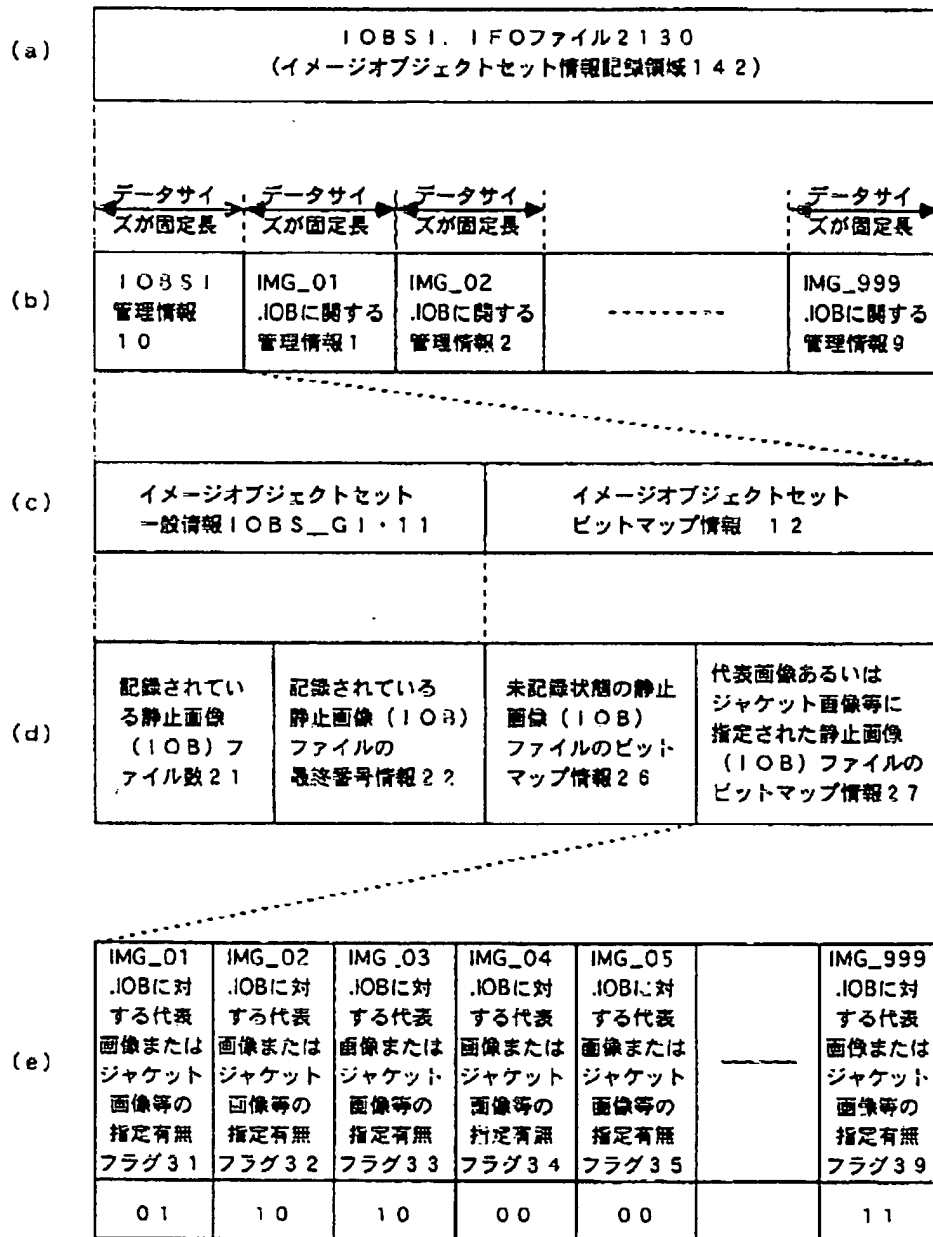 (a)
IOBSI. IFOファイル2130
(イメージオブジェクトセット情報記録領域142)
データサイ
ズが固定長
データサイ
ズが固定長
データサイ
ズが固定長
データサイ
ズが固定長
(b)
IOBSI
管理情報
10
IMG_01
.IOBに関する
管理情報1
IMG_02
.IOBに関する
管理情報2
IMG_999
.IOBに関する
管理情報9
(c)
イメージオブジェクトセット
一般情報IOBS__GI・11
イメージオブジェクトセット
ビットマップ情報 12
(d)
記録されてい
る静止画像
(IOB)フ
ァイル数21
記録されている
静止画像(IOB)
ファイルの
最終番号情報22
未記録状態の静止
画像(IOB)
ファイルのビット
マップ情報26
代表画像あるいは
ジャケット画像等に
指定された静止画像
(IOB)ファイルの
ビットマップ情報27
(e)
IMG_01
.IOBに対
する代表
画像または
ジャケット
画像等の
指定有無
フラグ31
IMG_02
.IOBに対
する代表
画像または
ジャケット
画像等の
指定有無
フラグ32
IMG_03
.IOBに対
する代表
画像または
ジャケット
画像等の
指定有無
フラグ33
IMG_04
.IOBに対
する代表
画像または
ジャケット
画像等の
指定有無
フラグ34
IMG_05
.IOBに対
する代表
画像または
ジャケット
画像等の
指定有無
フラグ35
IMG_999
.IOBに対
する代表
画像または
ジャケット
画像等の
指定有無
フラグ39
01
10
10
00
00
11